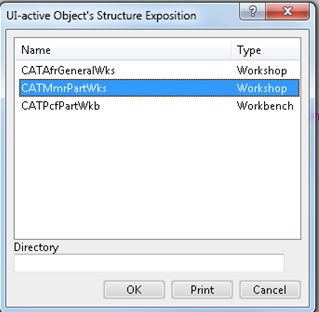 UI-active Object's Structure Exposition
Name Type
CATAfrGeneralWks Workshop
CATMmrPartWks Workshop
CATPcfPartWkb Workbench
Directory
OK Print Cancel